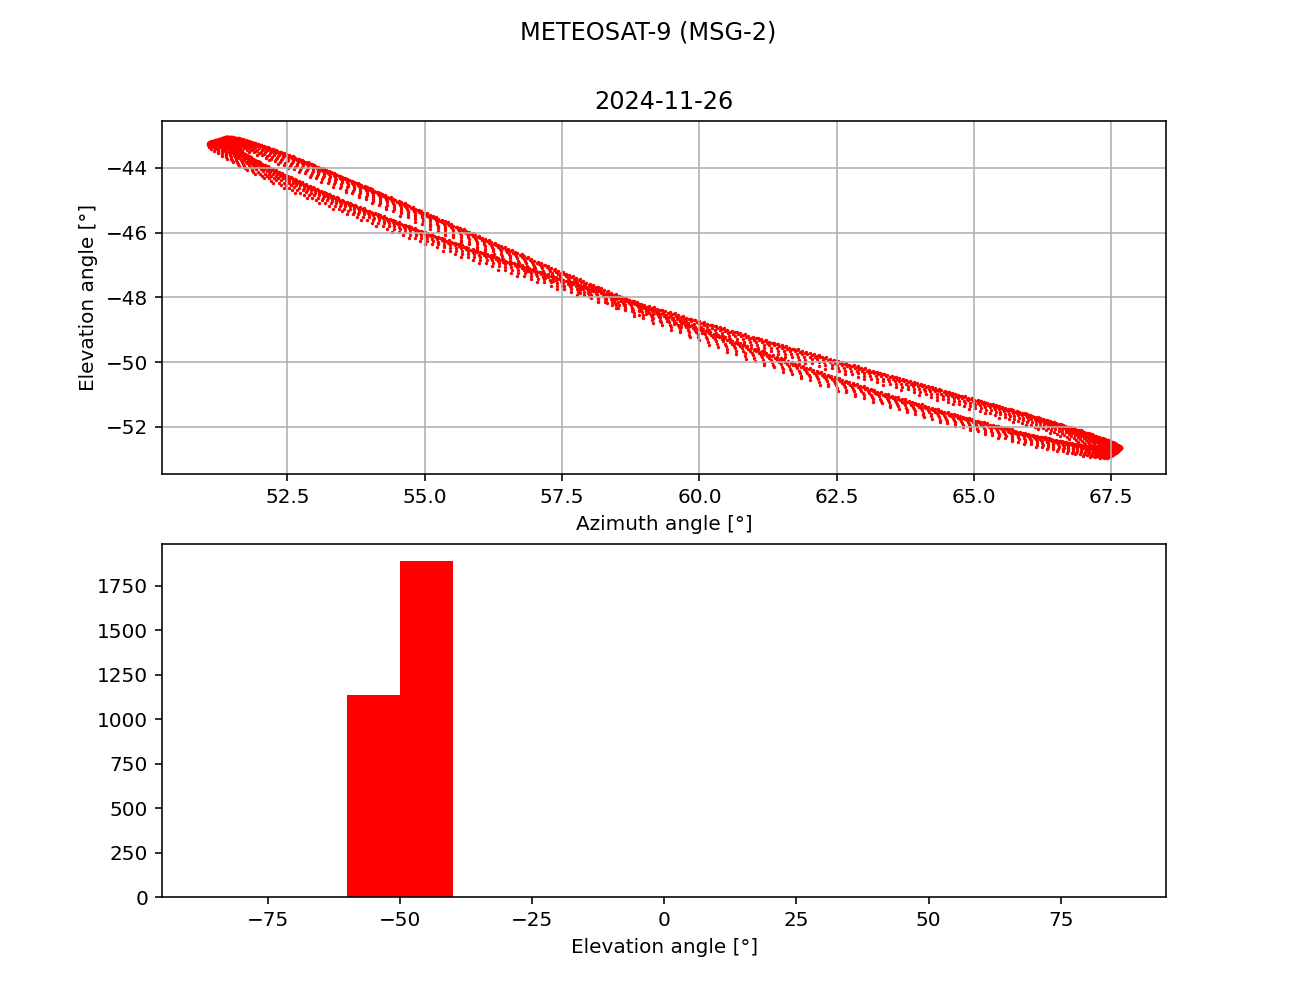 METEOSAT-9 (MSG-2)
2024-11-26
−44
−46
−48
−50
−52
Elevation angle [°]
52.5 55.0 57.5 60.0 62.5 65.0 67.5
Azimuth angle [°]
1750
1500
1250
1000
750
500
250
0
−75 −50 −25 0 25 50 75
Elevation angle [°]